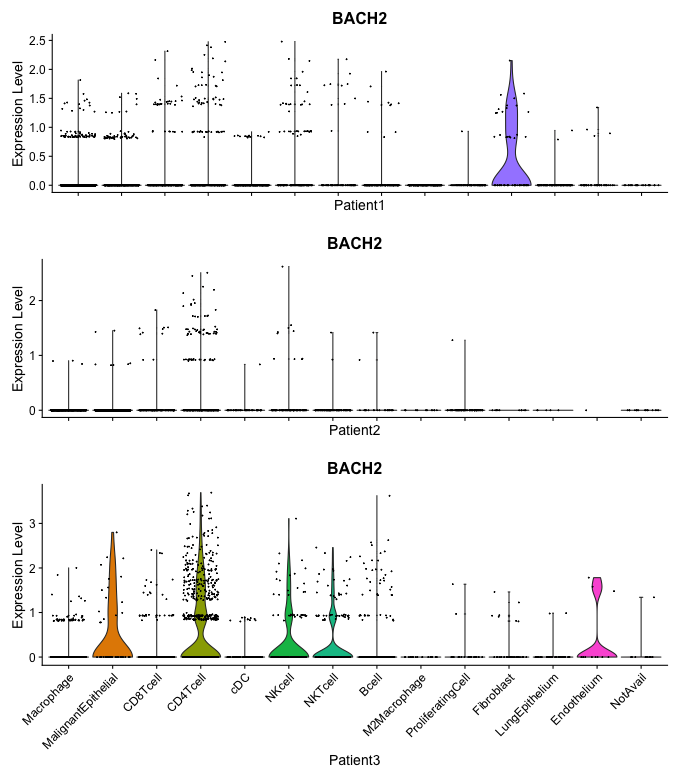 BACH2
Expression Level
2.5
2.0
1.5
1.0
0.5
0.0
Patient1
BACH2
Expression Level
2
1
0
Patient2
BACH2
Expression Level
3
2
1
0
Macrophage
MalignantEpithelial
CD8Tcell
CD4Tcell
cDC
NKcell
NKTcell
Bcell
M2Macrophage
ProliferatingCell
Fibroblast
LungEpithelium
Endothelium
NotAvail
Patient3